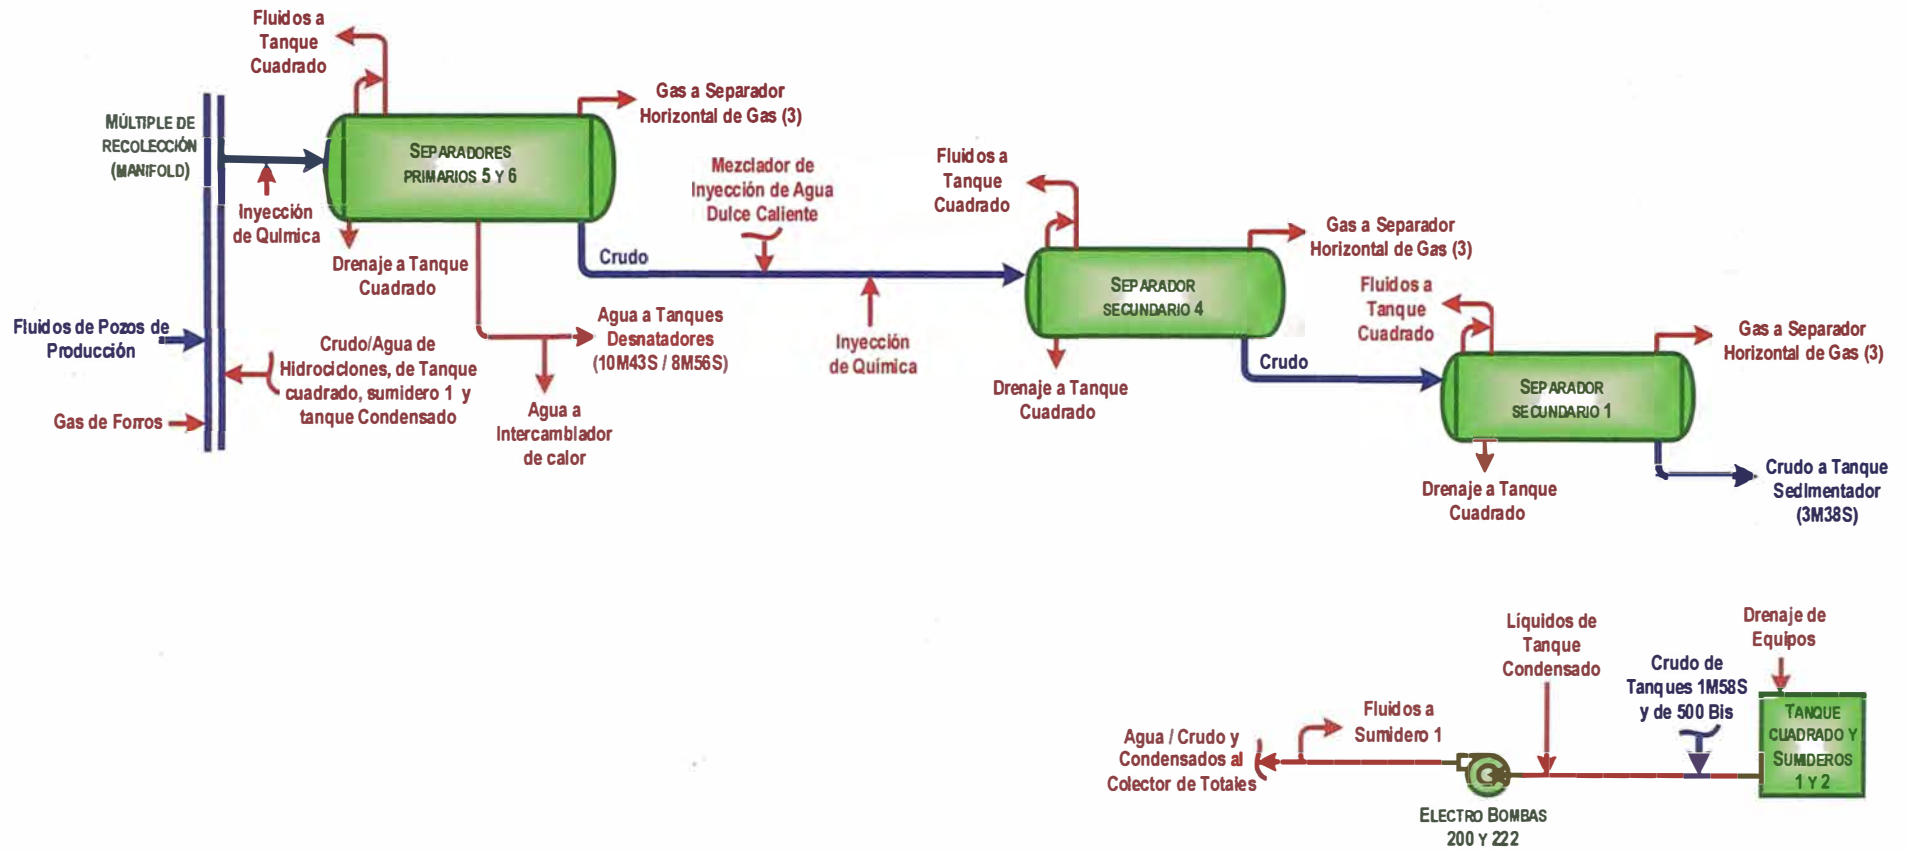 Fluidos a
Tanque
Cuadrado
Gas a Separador
Horizontal de Gas (3)
MÚLTIPLE DE
RECOLECCIÓN
(MANIFOLD)
SEPARADORES
PRIMARIOS 5 Y 6
Inyección
de Química
Drenaje a Tanque
Cuadrado
Mezclador de
Inyección de Agua
Dulce Caliente
Crudo
Fluidos a
Tanque
Cuadrado
Gas a Separador
Horizontal de Gas (3)
SEPARADOR
SECUNDARIO 4
Fluidos a
Tanque
Cuadrado
Gas a Separador
Horizontal de Gas (3)
Fluidos de Pozos de
Producción
Crudo/Agua de
Hidrociclones, de Tanque
cuadrado, sumidero 1 y
tanque Condensado
Gas de Forros
Agua a Tanques
Desnatadores
(10M43S / 8M56S)
Agua a
Intercambiador
de calor
Inyección
de Química
Drenaje a Tanque
Cuadrado
Crudo
SEPARADOR
SECUNDARIO 1
Drenaje a Tanque
Cuadrado
Crudo a Tanque
Sedimentador
(3M38S)
Líquidos de
Tanque
Condensado
Crudo de
Tanques 1M58S
y de 500 Bis
Drenaje de
Equipos
TANQUE
CUADRADO Y
SUMIDEROS
1 Y 2
Fluidos a
Sumidero 1
Agua / Crudo y
Condensados al
Colector de Totales
ELECTRO BOMBAS
200 Y 222